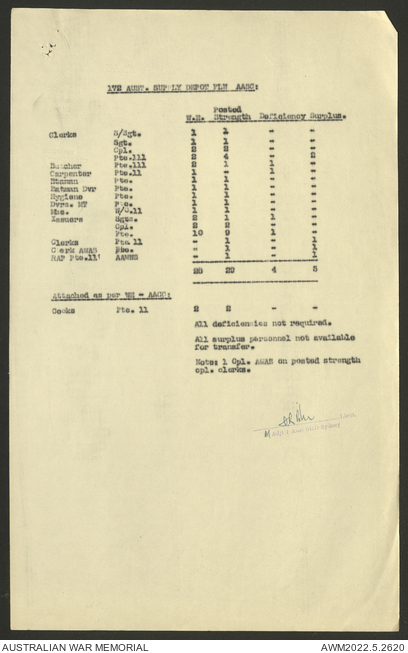 172 AUST. SUPPLY DEPOT PLN AASC:
W.E. Posted Strength Deficiency Surplus.
Clerks S/Sgt. 1 1 - -
Sgt. 1 1 - -
Cpl. 2 2 - -
Pte.111 2 4 - 2
Butcher Pte.111 2 1 1 -
Carpenter Pte.11 1 - 1 -
Pte. 1 1 - -
Batman Dvr Pte. 1 1 - -
Hygiene Pte. 1 1 - -
Dvrs. MT Pte. 1 1 - -
W/O.11 1 1 - -
Issuers Sgts. 2 1 1 -
Cpl. 2 2 - -
Pte. 10 9 1 -
Clerks Pte 11 - 1 - 1
Clerk AWAS - 1 - 1
RAP Pte.11' AAMWS - 1 - 1
28 29 4 5
Attached as per WE - AACC:
Cooks Pte. 11 2 2 - -
All deficiencies not required.
All surplus personnel not available
for transfer.
Note: 1 Cpl. AWAS on posted strength
cpl. clerks.
AUSTRALIAN WAR MEMORIAL
AWM2022.5.2620